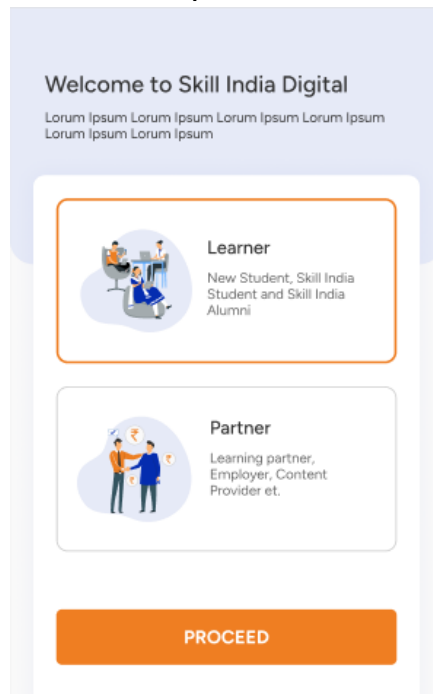 Welcome to Skill India Digital
Lorum Ipsum Lorum Ipsum Lorum Ipsum Lorum Ipsum
Lorum Ipsum Lorum Ipsum
Learner
New Student, Skill India
Student and Skill India
Alumni
Partner
Learning partner,
Employer, Content
Provider et.
PROCEED